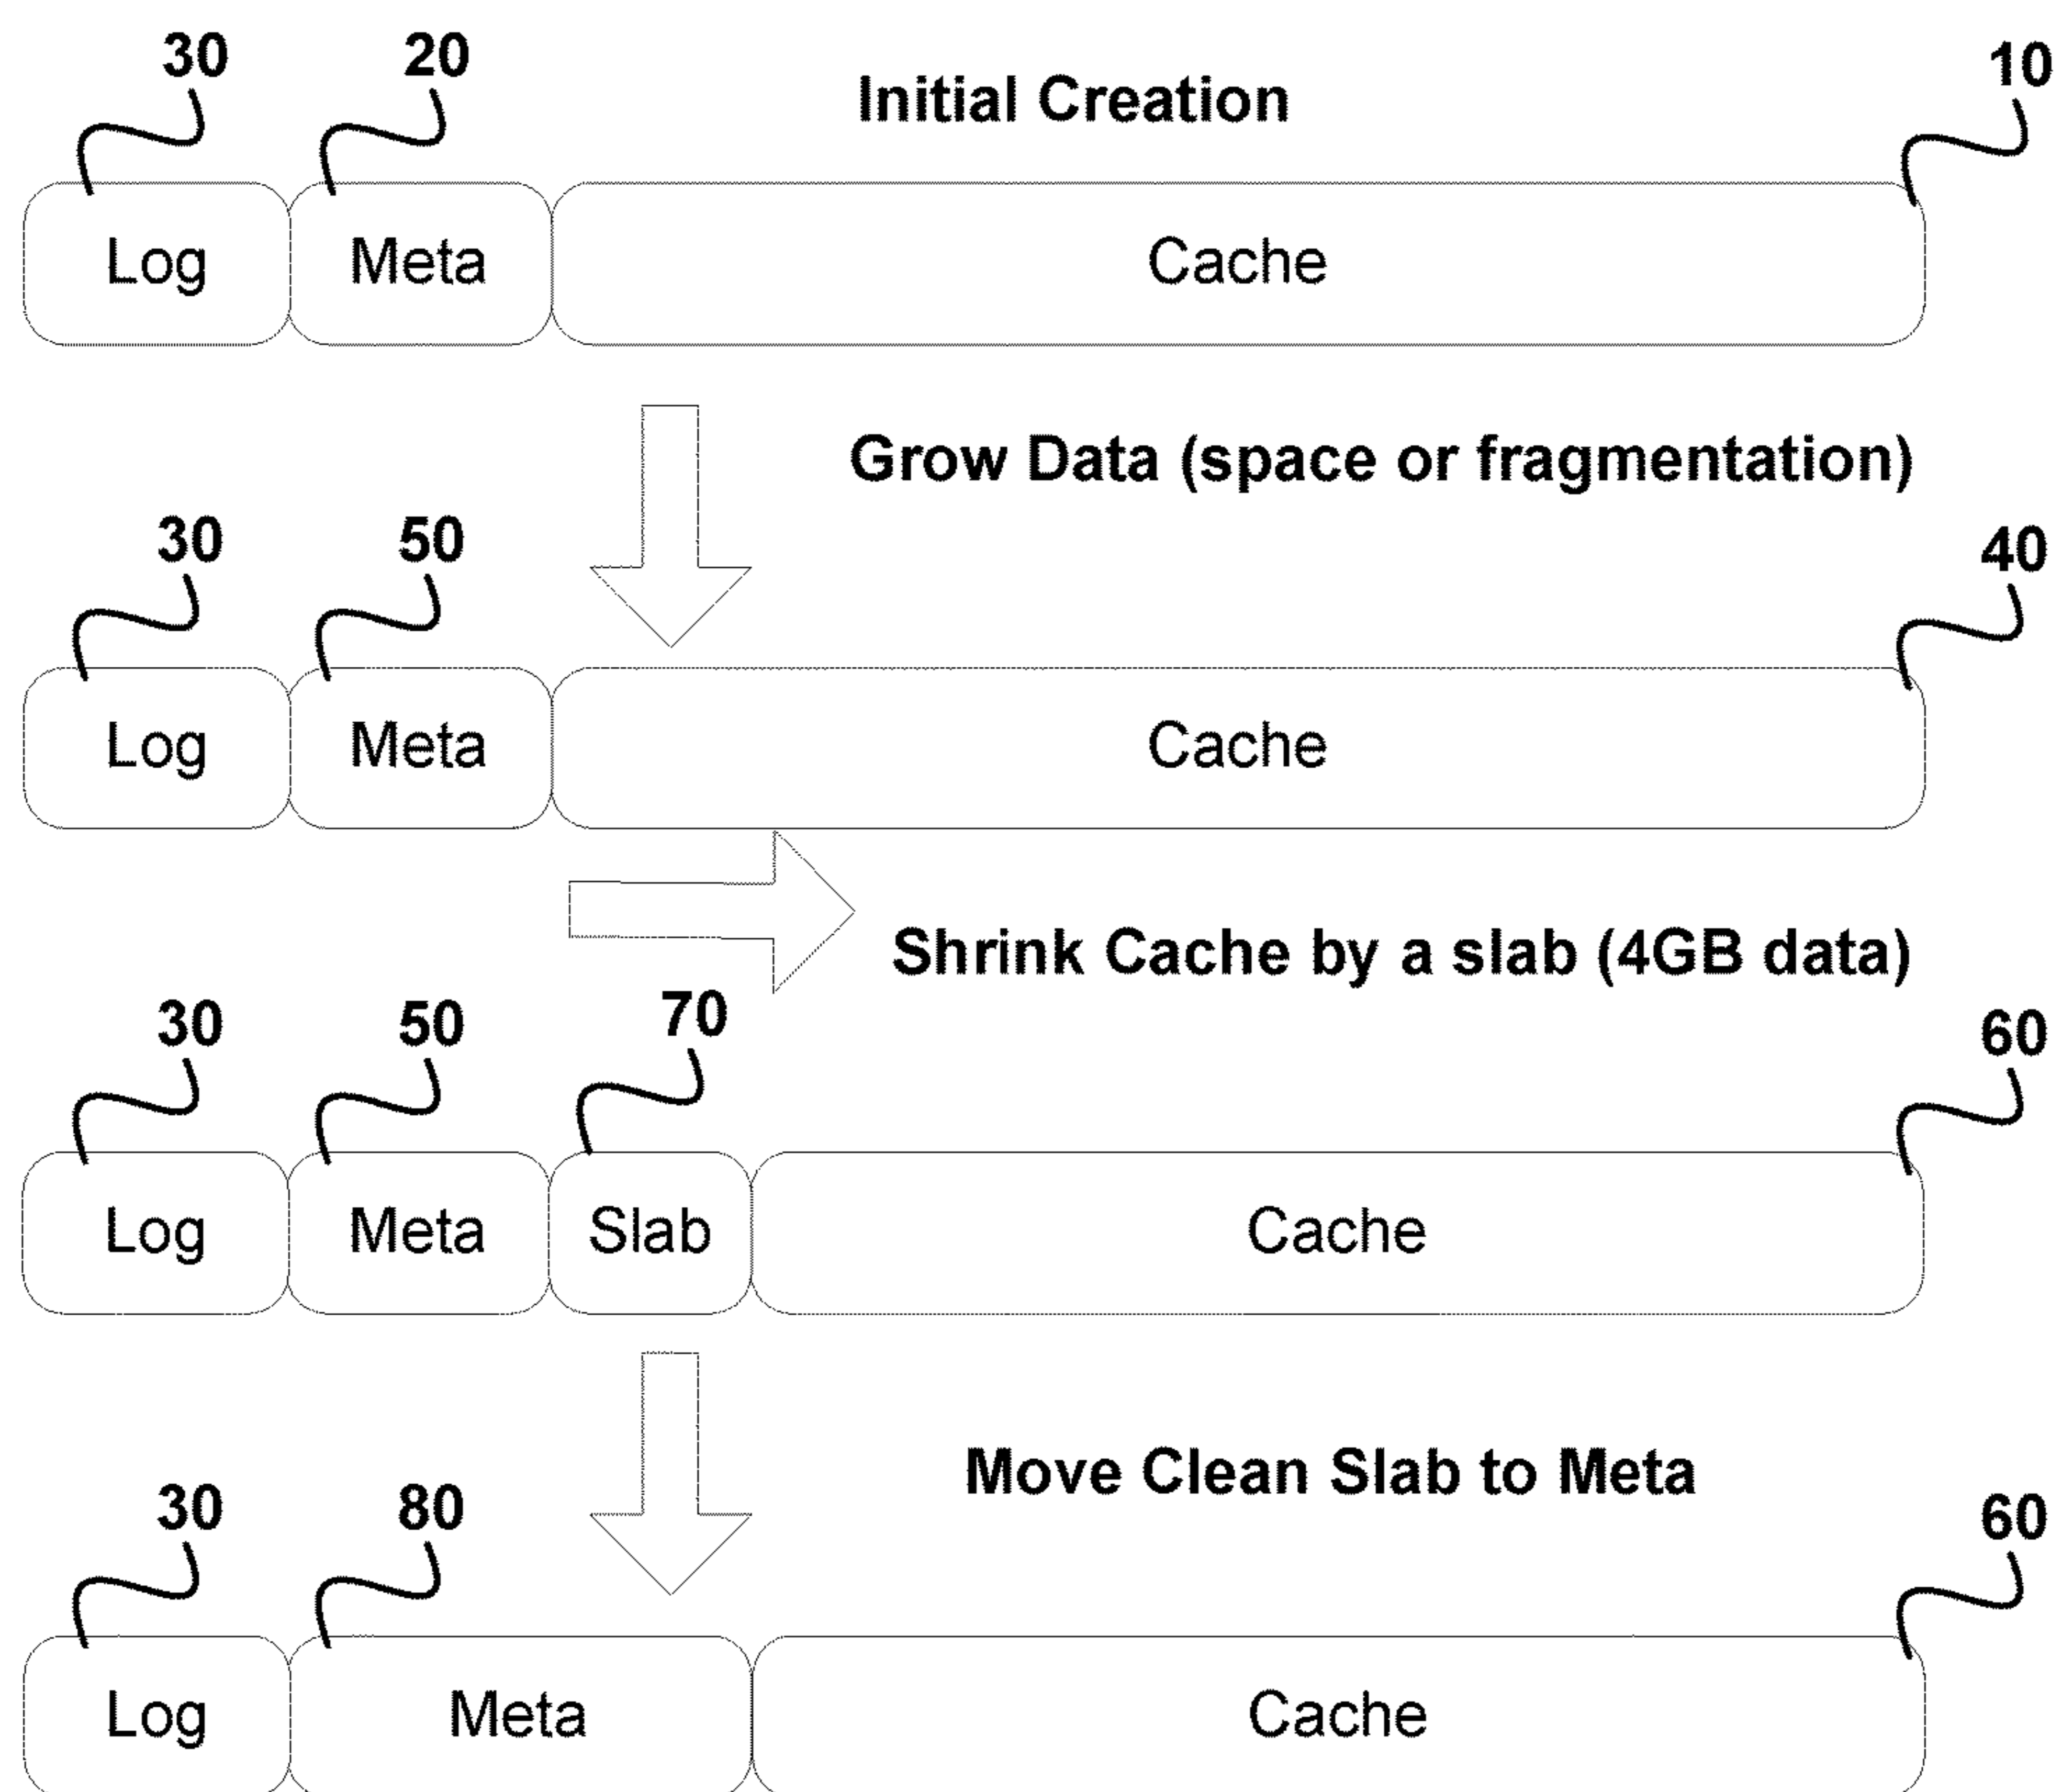 30 20 Initial Creation 10
Log Meta Cache
Grow Data (space or fragmentation)
30 50 40
Log Meta Cache
Shrink Cache by a slab (4GB data)
30 50 70 60
Log Meta Slab Cache
Move Clean Slab to Meta
30 80 60
Log Meta Cache